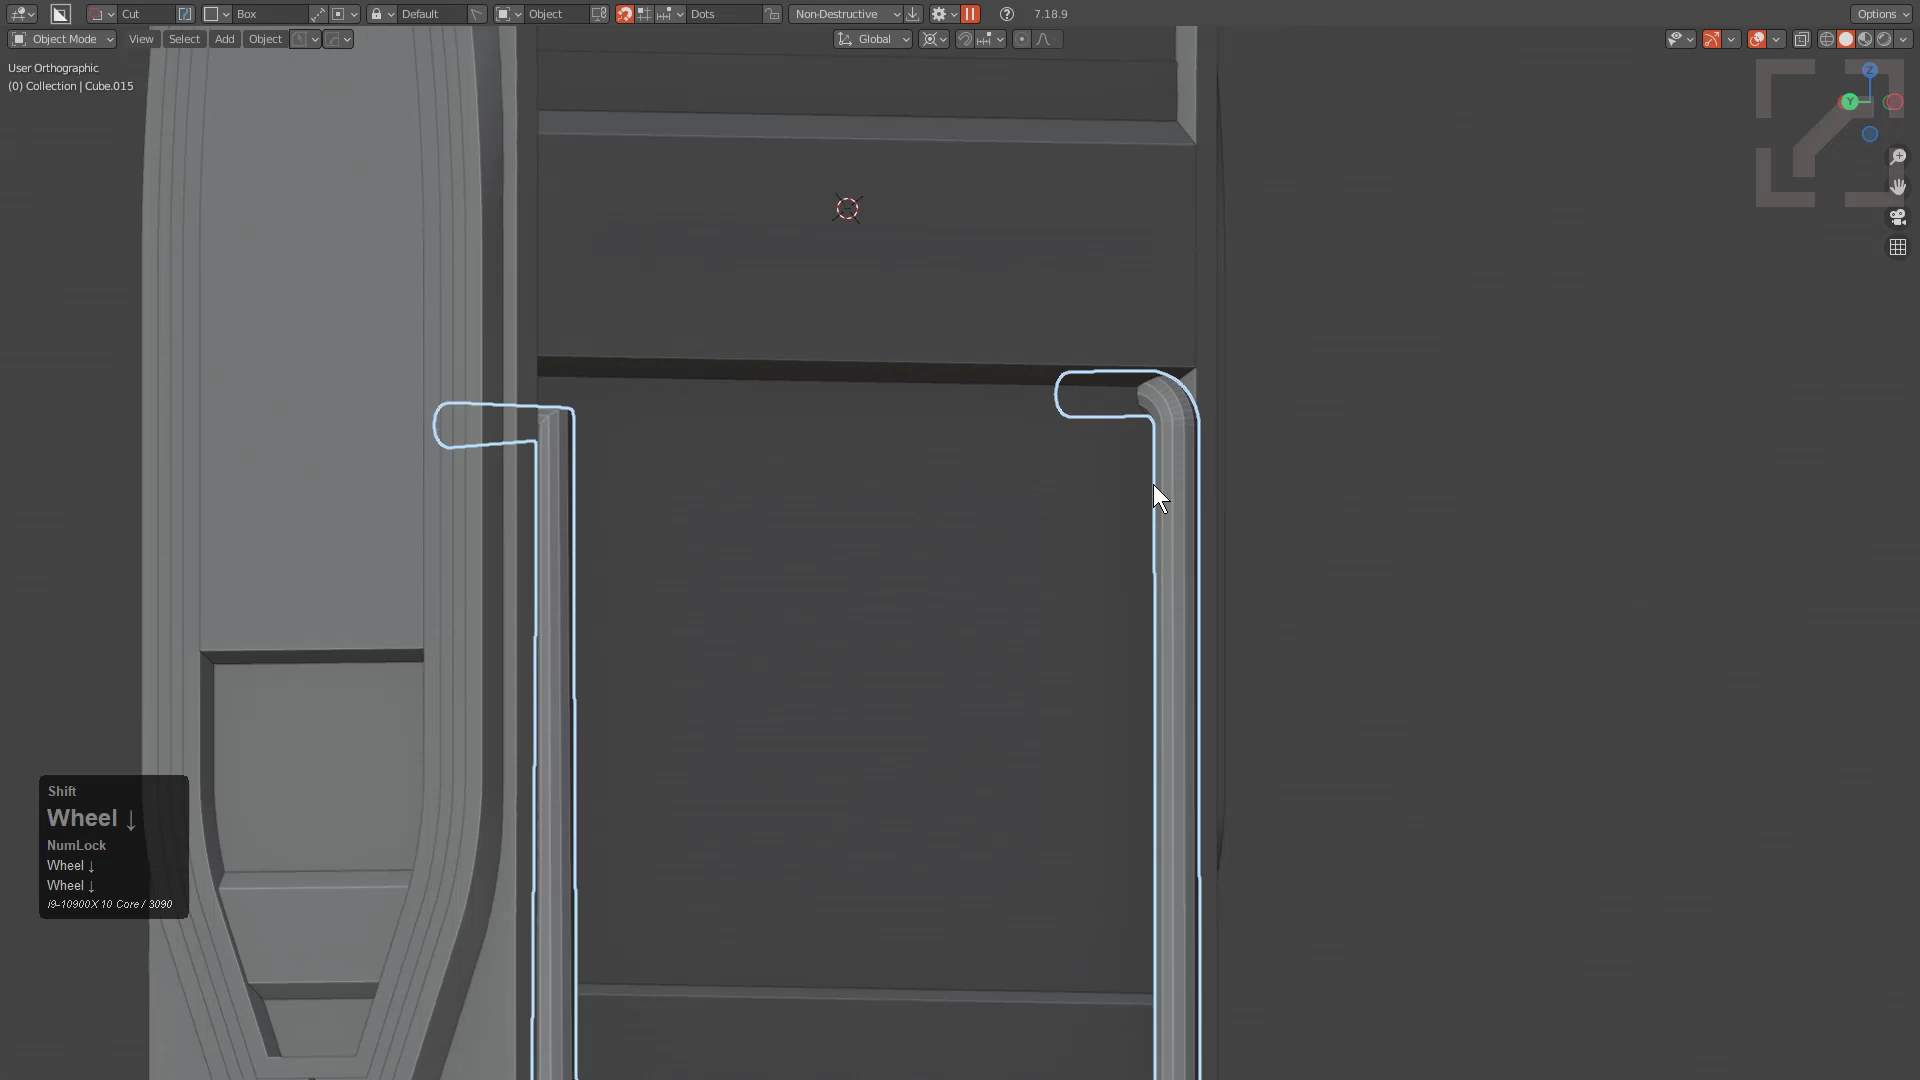 Cut
Box
Default
Object
Dots
Non-Destructive
7.18.9
Options
Object Mode
View
Select
Add
Object
Global
User Orthographic
(0) Collection | Cube.015
Z
Y
Shift
Wheel ↓
NumLock
Wheel ↓
Wheel ↓
i9-10900X 10 Core / 3090